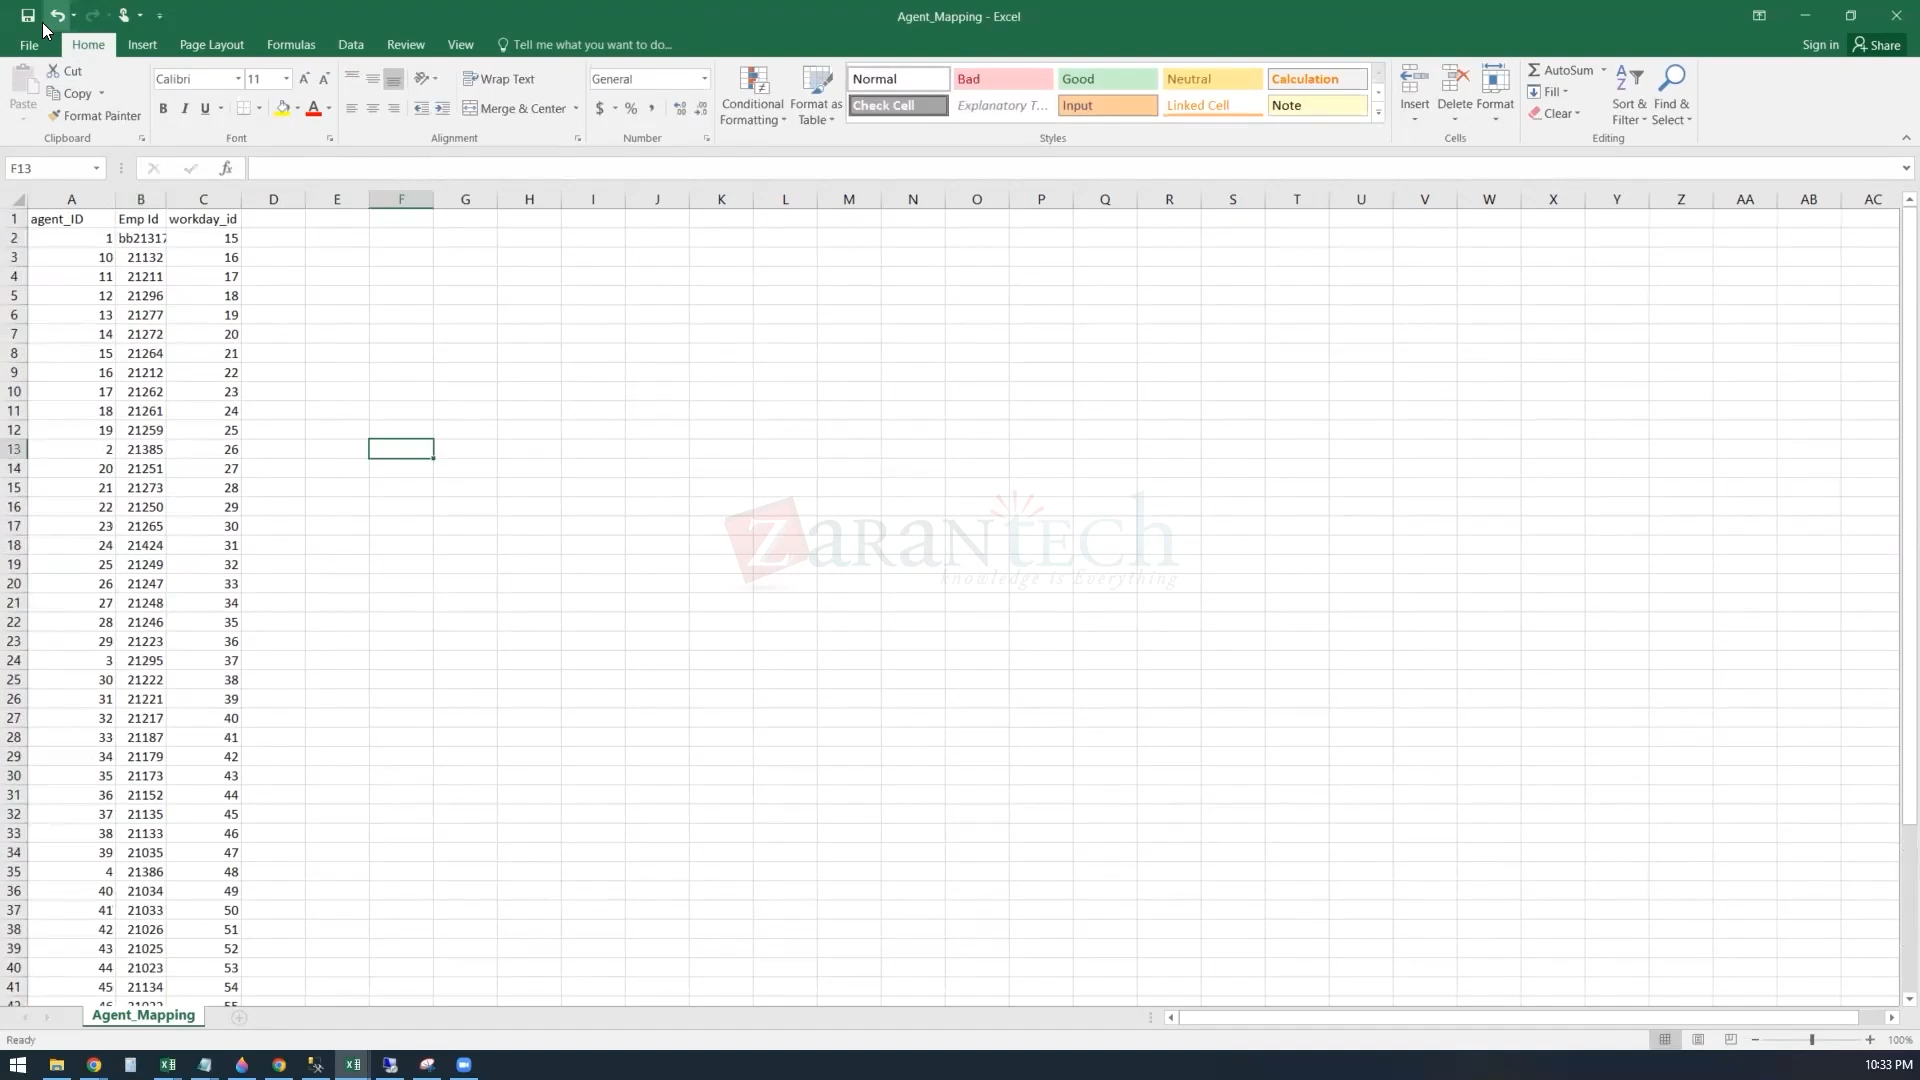 Agent_Mapping - Excel
File Home Insert Page Layout Formulas Data Review View Tell me what you want to do... Sign in Share
Paste Cut Copy Format Painter Clipboard
Calibri 11 B I U A Font
Wrap Text Merge & Center Alignment
General $ % , Number
Conditional Formatting Format as Table
Normal Bad Good Neutral Calculation
Check Cell Explanatory T... Input Linked Cell Note
Styles
Insert Delete Format Cells
AutoSum Fill Clear Sort & Filter Find & Select Editing
F13 fx
A B C D E F G H I J K L M N O P Q R S T U V W X Y Z AA AB AC
1 agent_ID Emp Id workday_id
2 1 bb21317 15
3 10 21132 16
4 11 21211 17
5 12 21296 18
6 13 21277 19
7 14 21272 20
8 15 21264 21
9 16 21212 22
10 17 21262 23
11 18 21261 24
12 19 21259 25
13 2 21385 26
14 20 21251 27
15 21 21273 28
16 22 21250 29
17 23 21265 30
18 24 21424 31
19 25 21249 32
20 26 21247 33
21 27 21248 34
22 28 21246 35
23 29 21223 36
24 3 21295 37
25 30 21222 38
26 31 21221 39
27 32 21217 40
28 33 21187 41
29 34 21179 42
30 35 21173 43
31 36 21152 44
32 37 21135 45
33 38 21133 46
34 39 21035 47
35 4 21386 48
36 40 21034 49
37 41 21033 50
38 42 21026 51
39 43 21025 52
40 44 21023 53
41 45 21134 54
ZaranTech
knowledge is Everything
Agent_Mapping
Ready 100%
10:33 PM